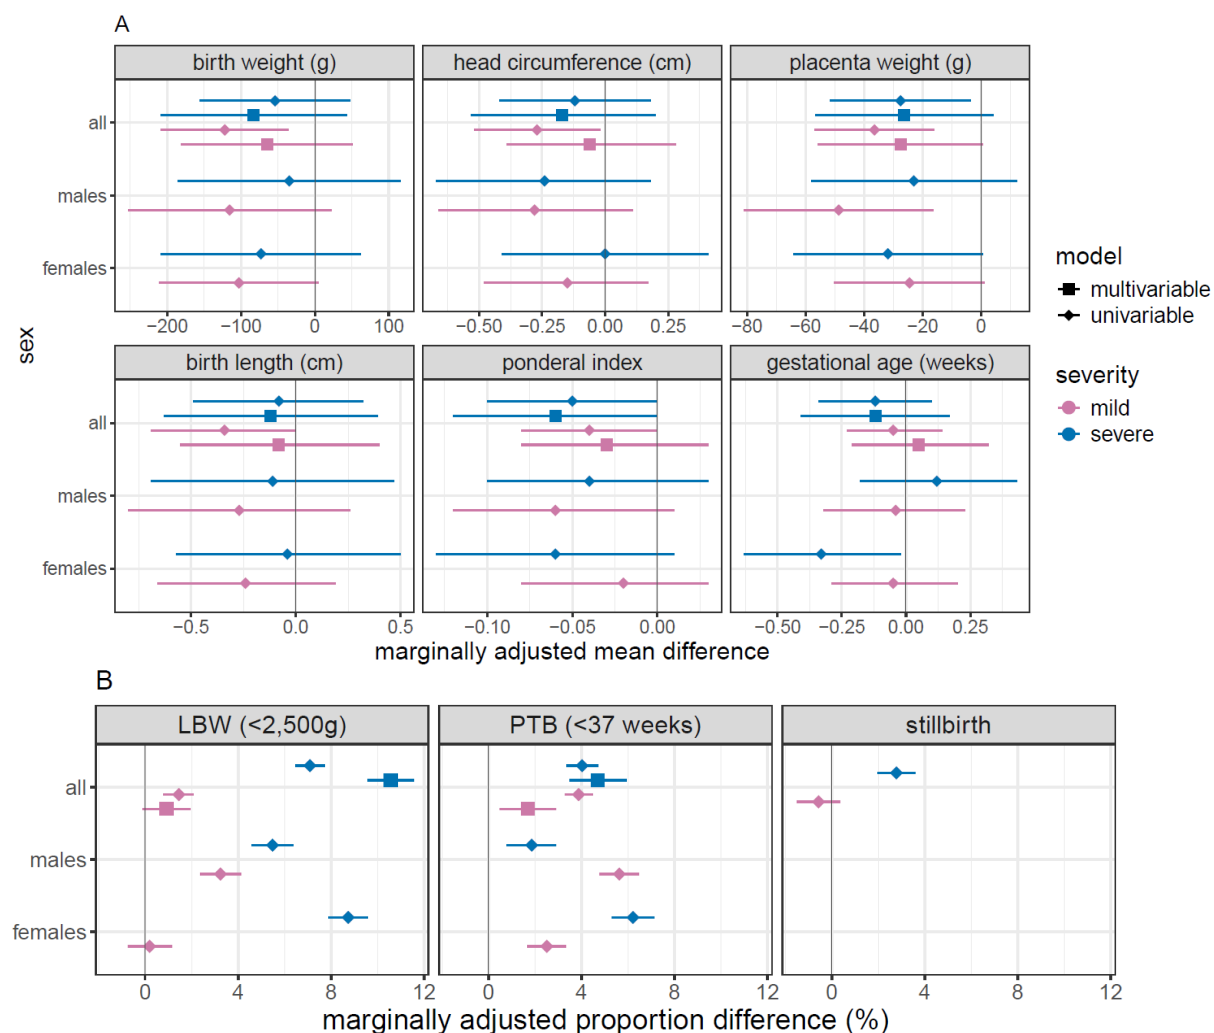 A
birth weight (g)
head circumference (cm)
placenta weight (g)
all
males
females
−200 −100 0 100
−0.50 −0.25 0.00 0.25
−80 −60 −40 −20 0
birth length (cm)
ponderal index
gestational age (weeks)
all
males
females
−0.5 0.0 0.5
−0.10 −0.05 0.00
−0.50 −0.25 0.00 0.25
sex
marginally adjusted mean difference
model
multivariable
univariable
severity
mild
severe
B
LBW (<2,500g)
PTB (<37 weeks)
stillbirth
all
males
females
0 4 8 12
0 4 8 12
0 4 8 12
marginally adjusted proportion difference (%)